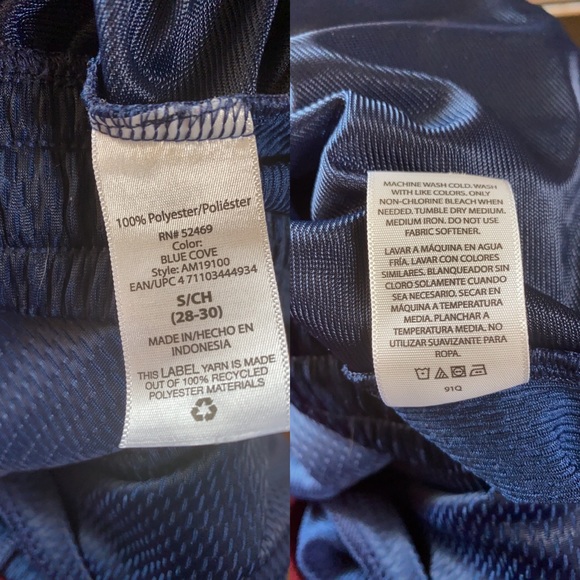 100% Polyester/Poliéster
RN# 52469
Color:
BLUE COVE
Style: AM19100
EAN/UPC 4 71103444934
S/CH
(28-30)
MADE IN/HECHO EN
INDONESIA
THIS LABEL YARN IS MADE
OUT OF 100% RECYCLED
POLYESTER MATERIALS
MACHINE WASH COLD. WASH
WITH LIKE COLORS. ONLY
NON-CHLORINE BLEACH WHEN
NEEDED. TUMBLE DRY MEDIUM.
MEDIUM IRON. DO NOT USE
FABRIC SOFTENER.
LAVAR A MÁQUINA EN AGUA
FRÍA. LAVAR CON COLORES
SIMILARES. BLANQUEADOR SIN
CLORO SOLAMENTE CUANDO
SEA NECESARIO. SECAR EN
MÁQUINA A TEMPERATURA
MEDIA. PLANCHAR A
TEMPERATURA MEDIA. NO
UTILIZAR SUAVIZANTE PARA
ROPA.
91Q